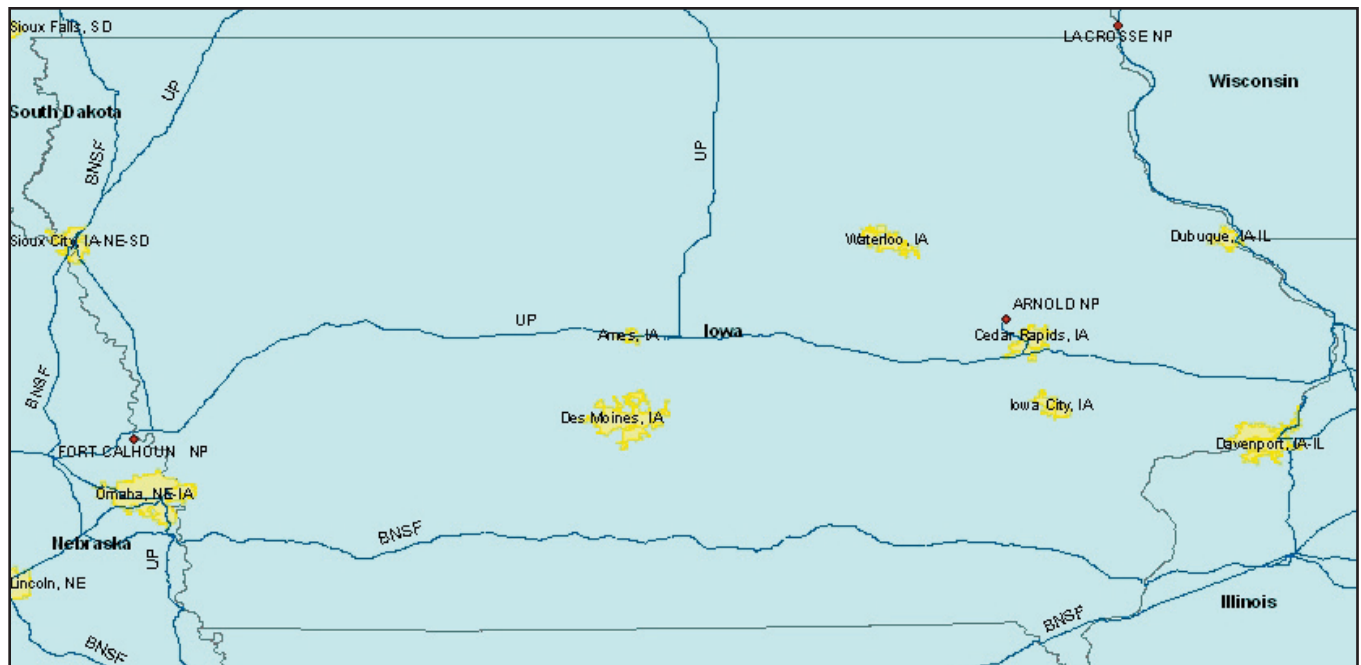 Sioux Falls, SD
LACROSSE NP
Wisconsin
UP
South Dakota
BNSF
UP
Sioux City, IA-NE-SD
Waterloo, IA
Dubuque, IA-IL
ARNOLD NP
UP
Ames, IA
Iowa
Cedar Rapids, IA
BNSF
Des Moines, IA
Iowa City, IA
FORT CALHOUN NP
Davenport, IA-IL
Omaha, NE-IA
BNSF
Nebraska
UP
Lincoln, NE
Illinois
BNSF
BNSF